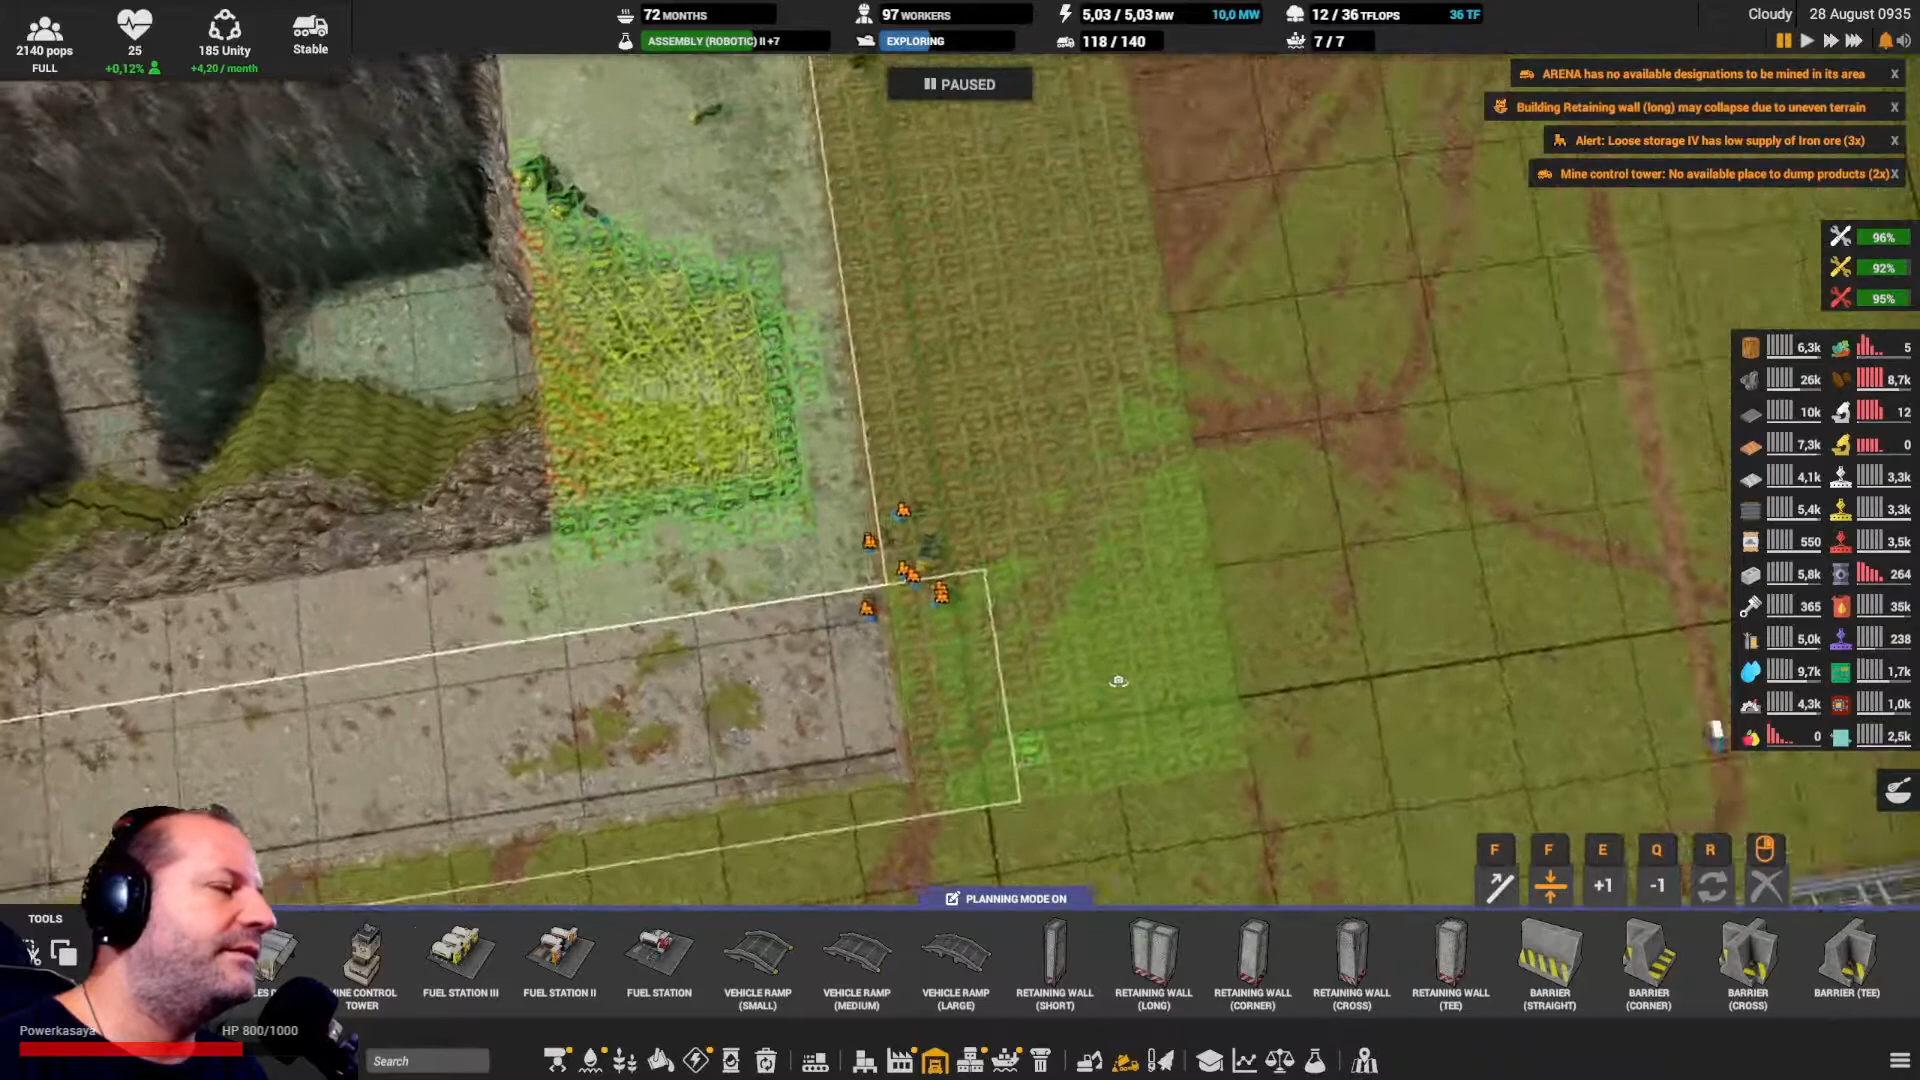 2140 pops
FULL
25
+0,12%
185 Unity
+4,20 / month
Stable
72 MONTHS
ASSEMBLY (ROBOTIC) II +7
97 WORKERS
EXPLORING
5,03 / 5,03 MW 10,0 MW
118 / 140
12 / 36 TFLOPS 36 TF
7 / 7
Cloudy 28 August 0935
PAUSED
ARENA has no available designations to be mined in its area X
Building Retaining wall (long) may collapse due to uneven terrain X
Alert: Loose storage IV has low supply of Iron ore (3x) X
Mine control tower: No available place to dump products (2x) X
96%
92%
95%
6,3k 5
26k 8,7k
10k 12
7,3k 0
4,1k 3,3k
5,4k 3,3k
550 3,5k
5,8k 264
365 35k
5,0k 238
9,7k 1,7k
4,3k 1,0k
0 2,5k
F F E Q R
+1 -1
PLANNING MODE ON
TOOLS
MINE CONTROL TOWER
FUEL STATION III
FUEL STATION II
FUEL STATION
VEHICLE RAMP (SMALL)
VEHICLE RAMP (MEDIUM)
VEHICLE RAMP (LARGE)
RETAINING WALL (SHORT)
RETAINING WALL (LONG)
RETAINING WALL (CORNER)
RETAINING WALL (CROSS)
RETAINING WALL (TEE)
BARRIER (STRAIGHT)
BARRIER (CORNER)
BARRIER (CROSS)
BARRIER (TEE)
Powerkasaya HP 800/1000
Search